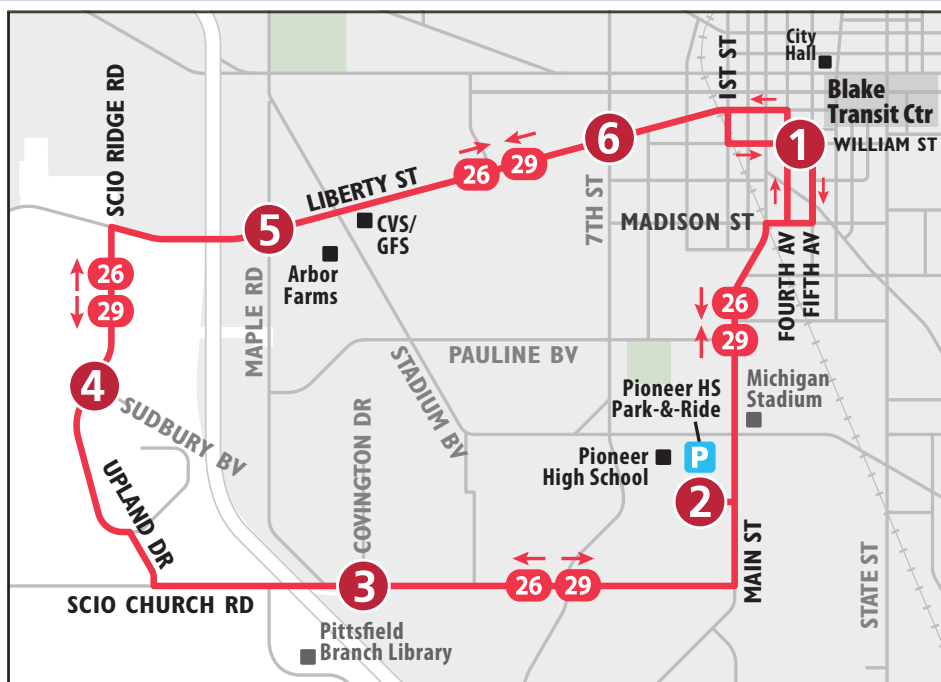 City
Hall
1ST ST
Blake
Transit Ctr
SCIO RIDGE RD
6
1
WILLIAM ST
26
29
LIBERTY ST
7TH ST
MADISON ST
5
CVS/
GFS
Arbor
Farms
FOURTH AV
FIFTH AV
26
29
MAPLE RD
26
29
PAULINE BV
STADIUM BV
4
SUDBURY BV
Pioneer HS
Park-&-Ride
Michigan
Stadium
COVINGTON DR
P
Pioneer
High School
2
UPLAND DR
MAIN ST
STATE ST
3
26
29
SCIO CHURCH RD
Pittsfield
Branch Library